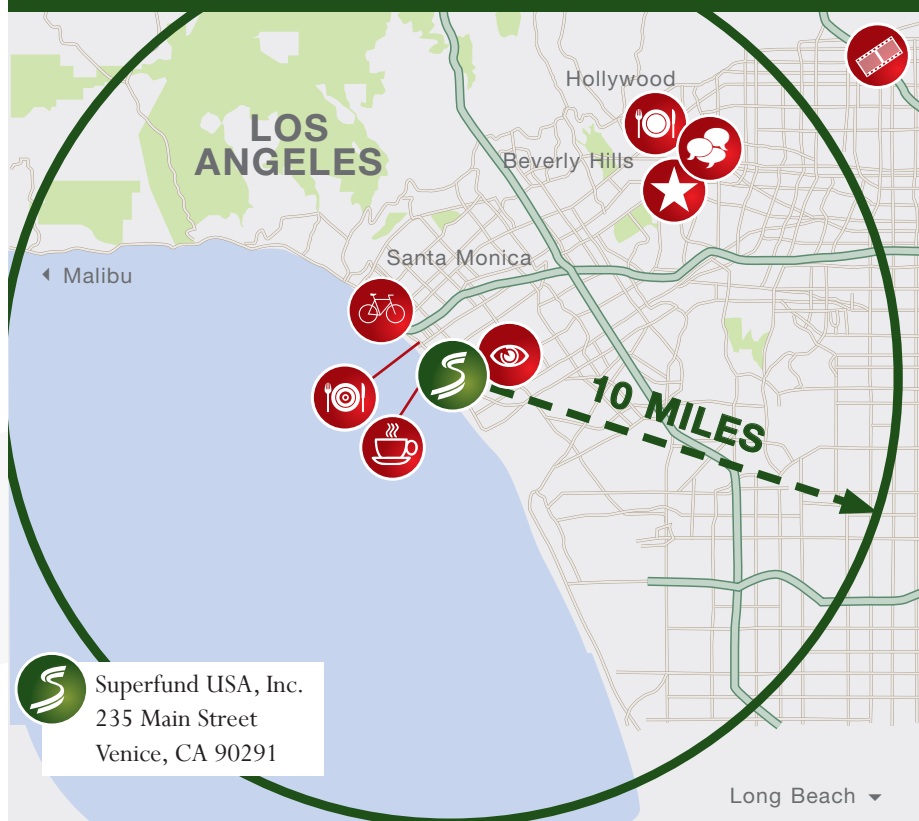 Hollywood
LOS
ANGELES
Beverly Hills
Santa Monica
Malibu
10 MILES
Superfund USA, Inc.
235 Main Street
Venice, CA 90291
Long Beach